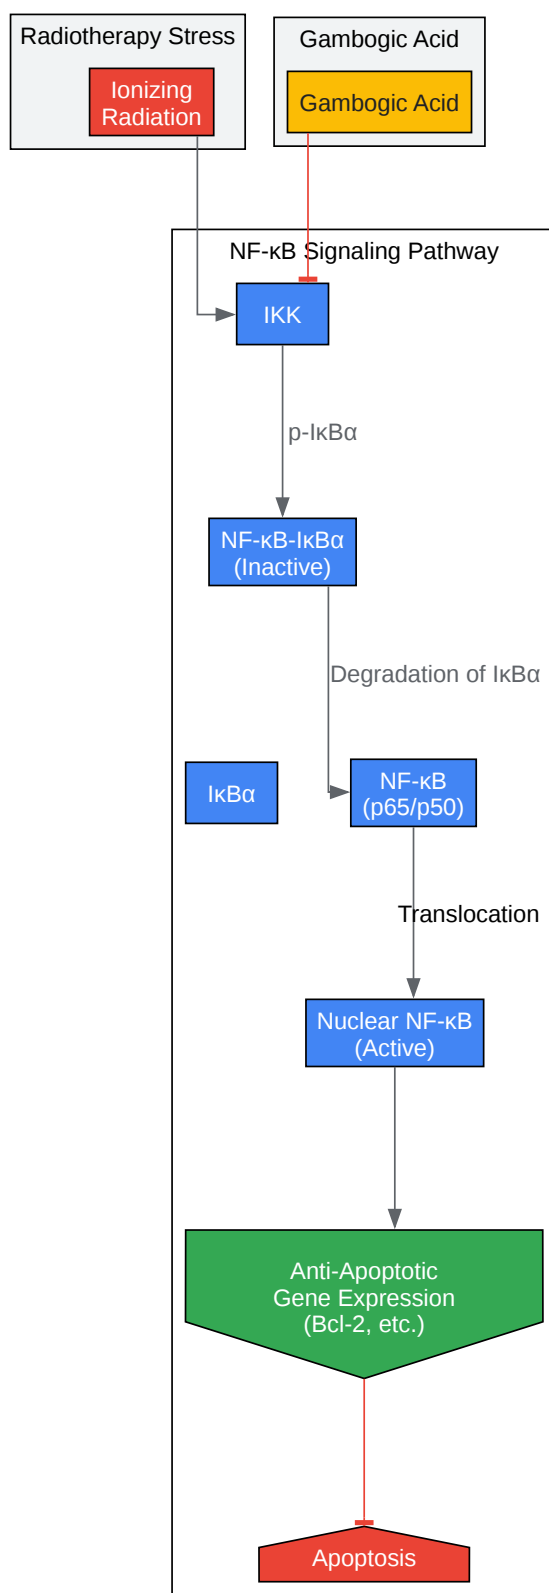 Radiotherapy Stress
Ionizing
Radiation
Gambogic Acid
Gambogic Acid
NF-κB Signaling Pathway
IKK
p-IκBα
NF-κB-IκBα
(Inactive)
Degradation of IκBα
IκBα
NF-κB
(p65/p50)
Translocation
Nuclear NF-κB
(Active)
Anti-Apoptotic
Gene Expression
(Bcl-2, etc.)
Apoptosis